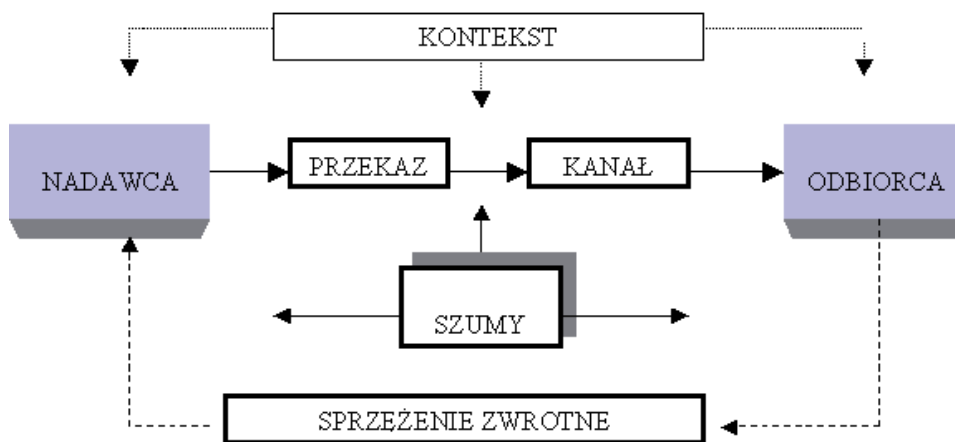 KONTEKST
NADAWCA
PRZEKAZ
KANAŁ
ODBIORCA
SZUMY
SPRZĘŻENIE ZWROTNE